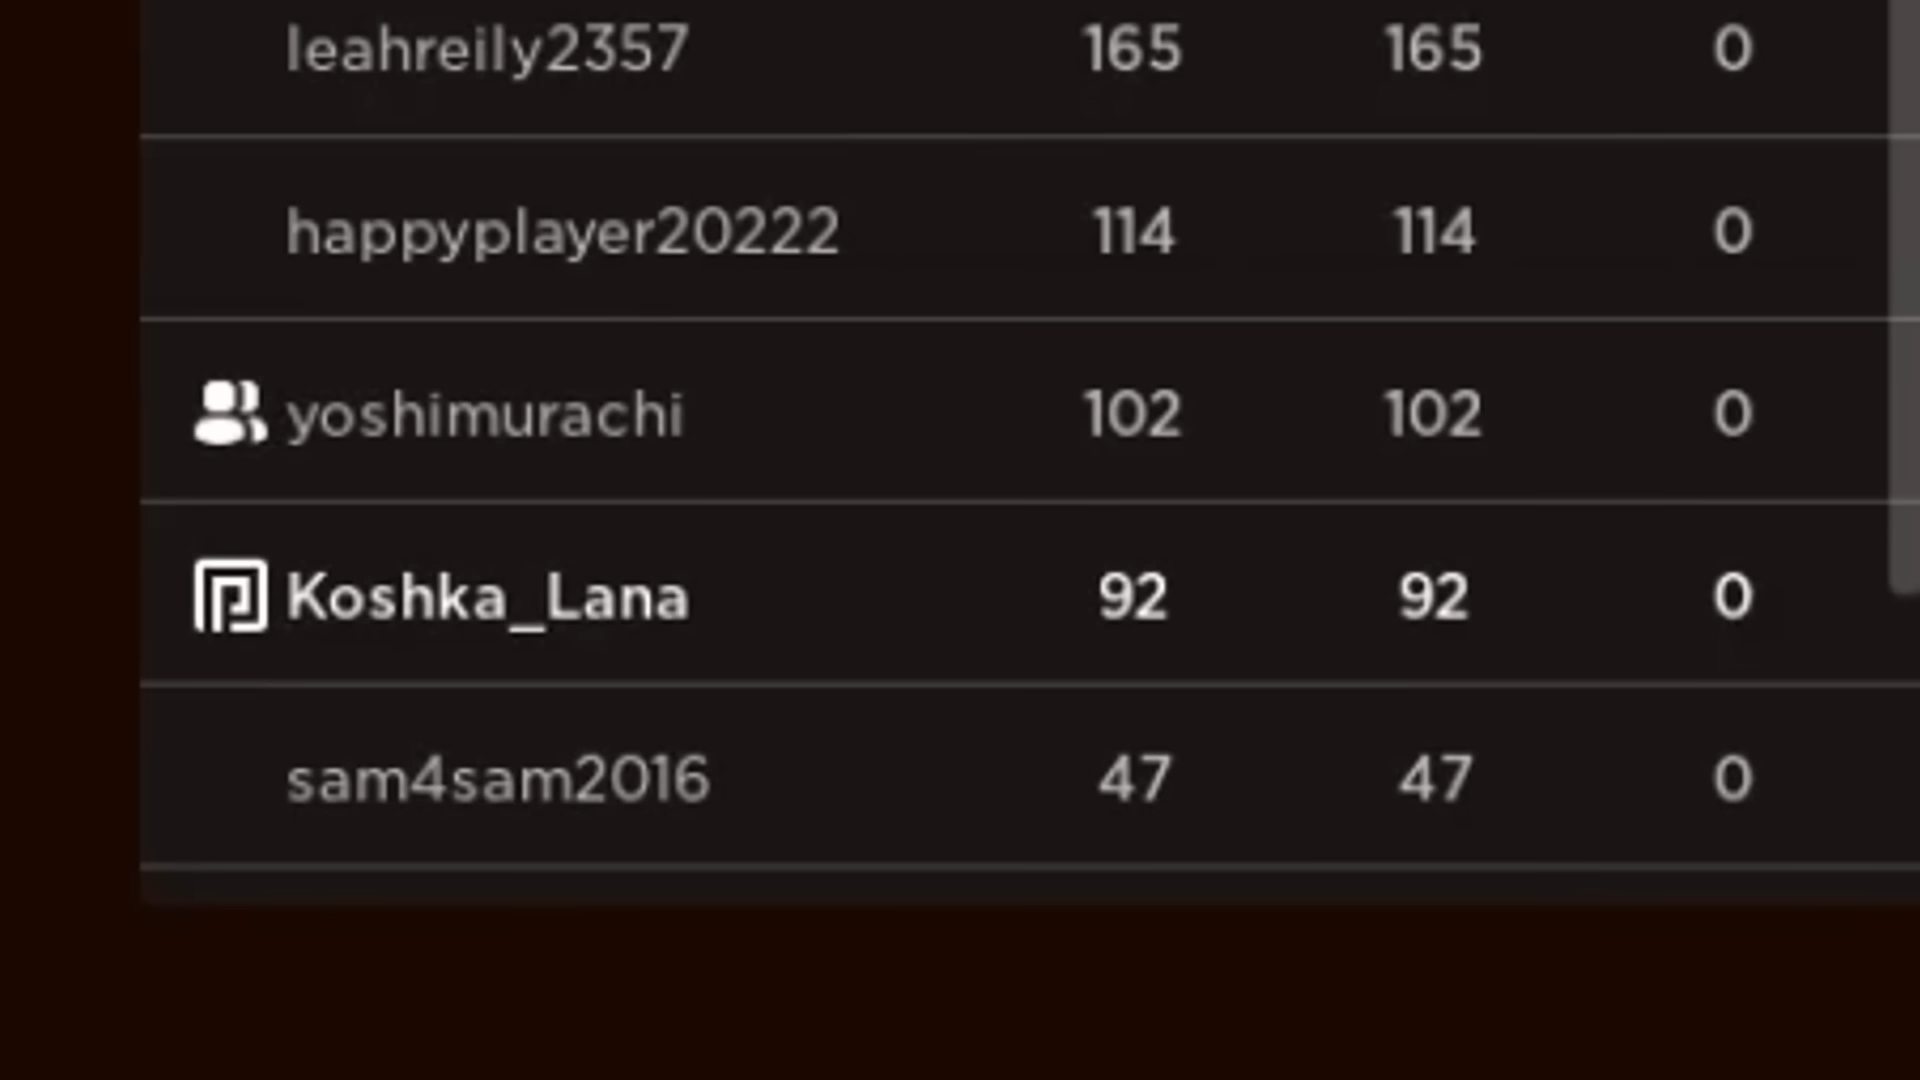 leahreily2357 165 165 0
happyplayer20222 114 114 0
yoshimurachi 102 102 0
Koshka_Lana 92 92 0
sam4sam2016 47 47 0